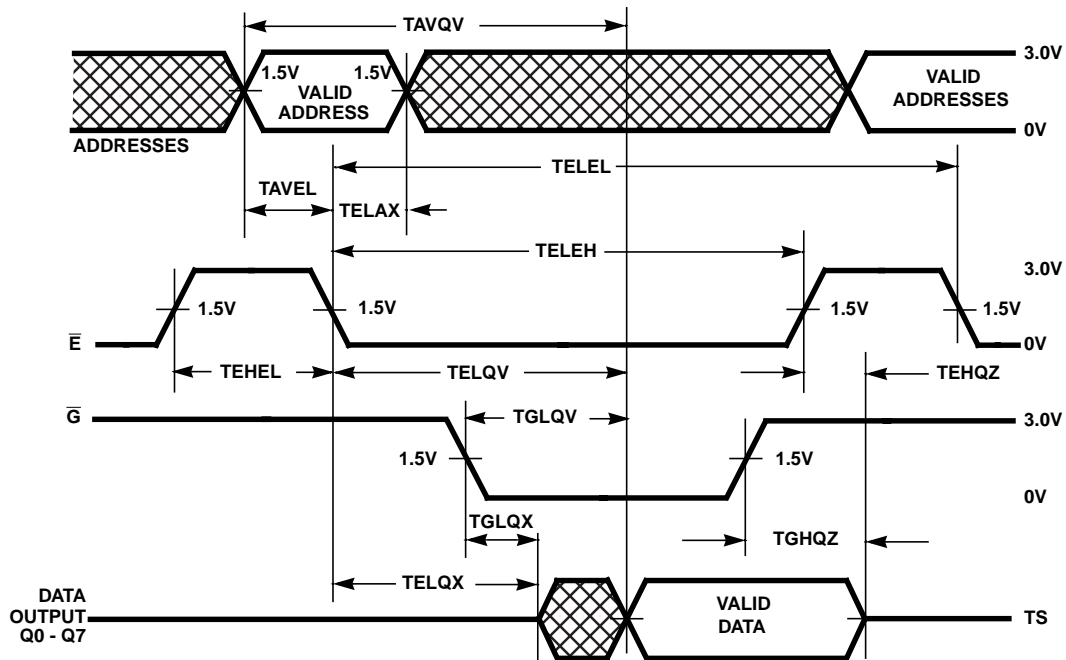 TAVQV
3.0V
1.5V
1.5V
VALID
ADDRESS
VALID
ADDRESSES
0V
ADDRESSES
TELEL
TAVEL
TELAX
TELEH
3.0V
1.5V
1.5V
1.5V
1.5V
E̅
0V
TEHEL
TELQV
TEHQZ
G̅
TGLQV
3.0V
1.5V
1.5V
0V
TGLQX
TGHQZ
TELQX
DATA
OUTPUT
Q0 - Q7
VALID
DATA
TS